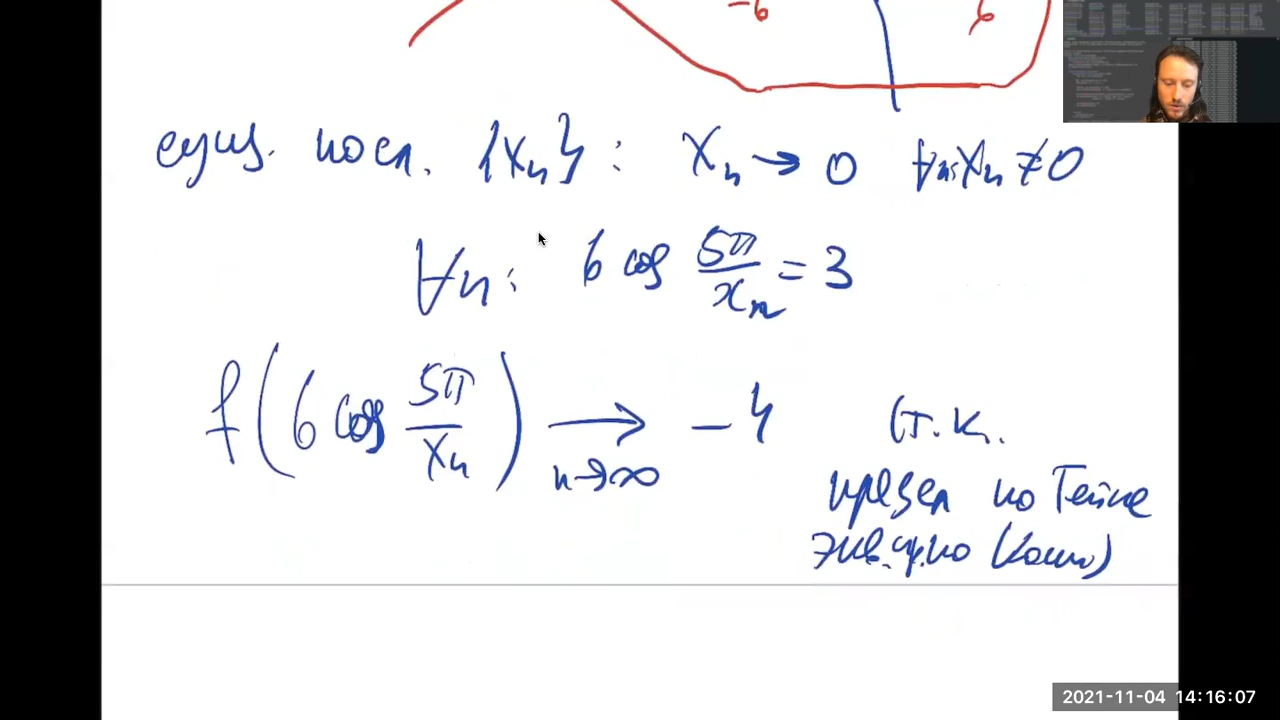 -6 6
сущ. посл. {xₙ} : xₙ → 0 ∀n: xₙ ≠ 0
∀n: 6 cos 5π/xₙ = 3
f(6 cos 5π/xₙ) → -4 (т.к.
n→∞
предел по Гейне
экв. пр. по Коши)
2021-11-04 14:16:07